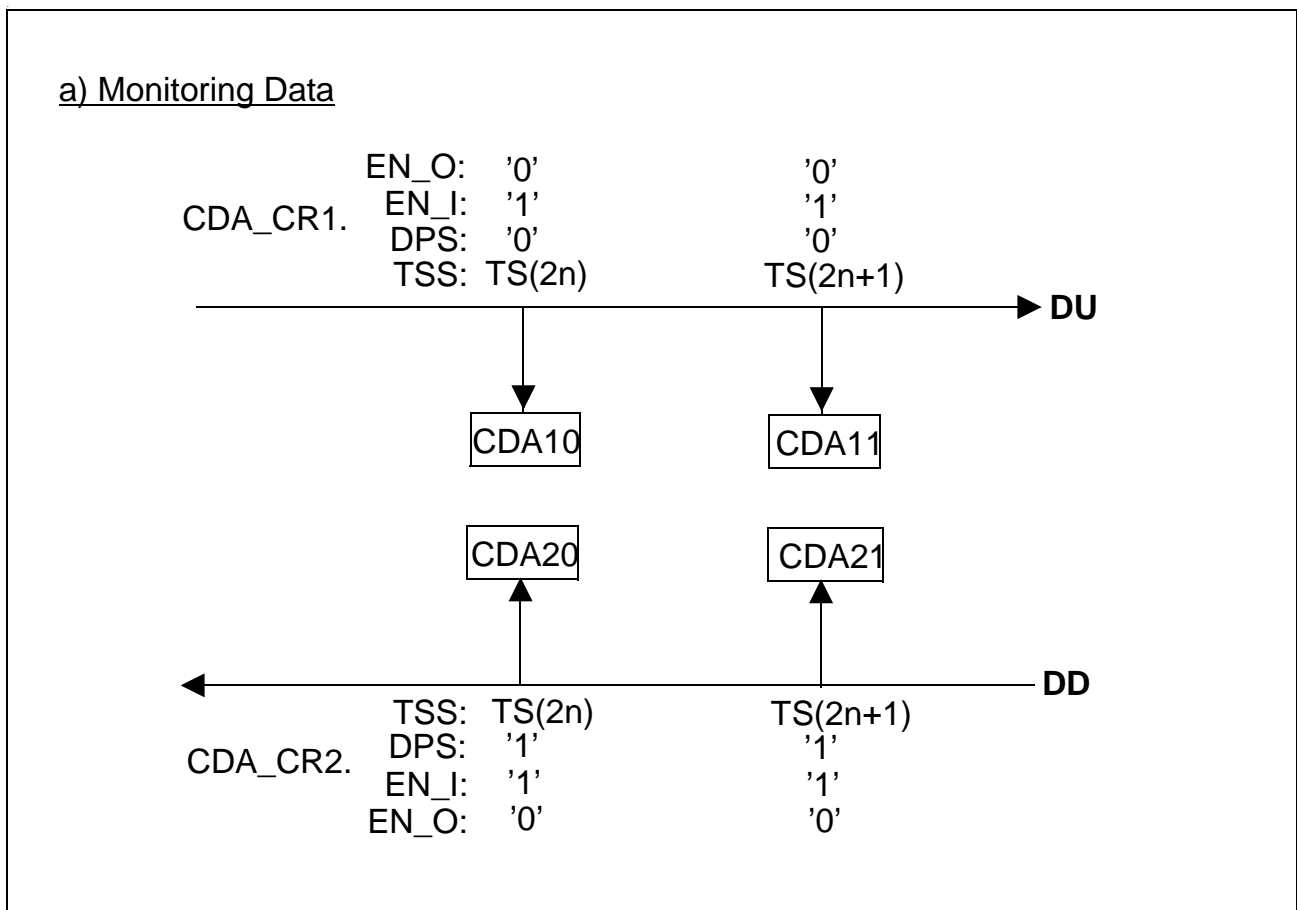 a) Monitoring Data
EN_O: ’0’ ’0’
CDA_CR1. EN_I: ’1’ ’1’
DPS: ’0’ ’0’
TSS: TS(2n) TS(2n+1)
DU
CDA10 CDA11
CDA20 CDA21
DD
TSS: TS(2n) TS(2n+1)
CDA_CR2. DPS: ’1’ ’1’
EN_I: ’1’ ’1’
EN_O: ’0’ ’0’